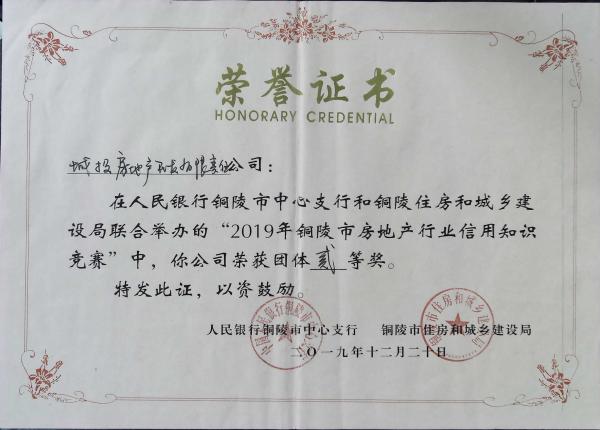 荣誉证书
HONORARY CREDENTIAL
城投房地产开发有限责任公司：
在人民银行铜陵市中心支行和铜陵住房和城乡建
设局联合举办的“2019年铜陵市房地产行业信用知识
竞赛”中，你公司荣获团体贰等奖。
特发此证，以资鼓励。
人民银行铜陵市中心支行 铜陵市住房和城乡建设局
二〇一九年十二月二十日